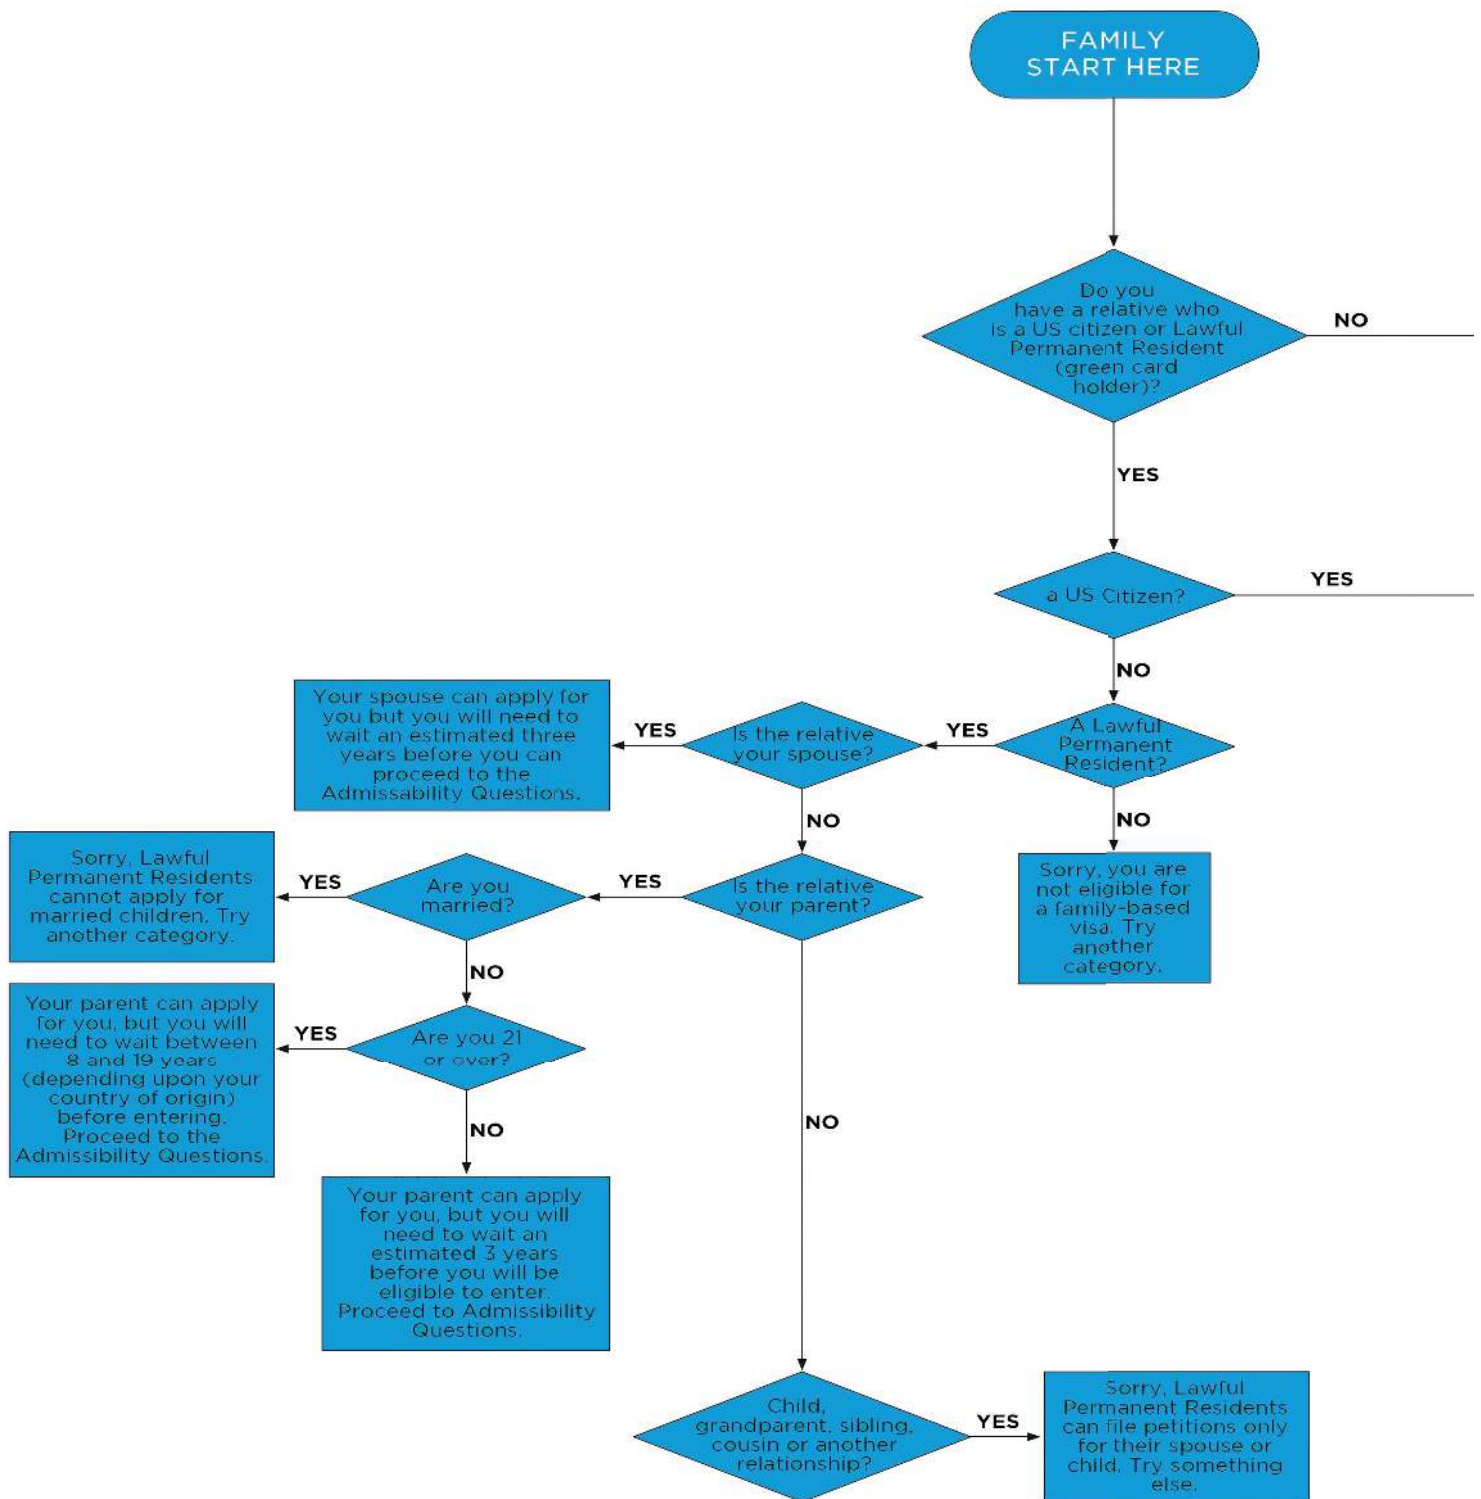 FAMILY
START HERE
Do you
have a relative who
is a US citizen or Lawful
Permanent Resident
(green card
holder)?
NO
YES
a US Citizen?
YES
NO
A Lawful
Permanent
Resident?
YES
Is the relative
your spouse?
YES
Your spouse can apply for
you but you will need to
wait an estimated three
years before you can
proceed to the
Admissability Questions.
NO
NO
Sorry, you are
not eligible for
a family-based
visa. Try
another
category.
Is the relative
your parent?
YES
Are you
married?
YES
Sorry, Lawful
Permanent Residents
cannot apply for
married children. Try
another category.
NO
Are you 21
or over?
YES
Your parent can apply
for you, but you will
need to wait between
8 and 19 years
(depending upon your
country of origin)
before entering.
Proceed to the
Admissibility Questions.
NO
Your parent can apply
for you, but you will
need to wait an
estimated 3 years
before you will be
eligible to enter.
Proceed to Admissibility
Questions.
NO
Child,
grandparent, sibling,
cousin or another
relationship?
YES
Sorry, Lawful
Permanent Residents
can file petitions only
for their spouse or
child. Try something
else.